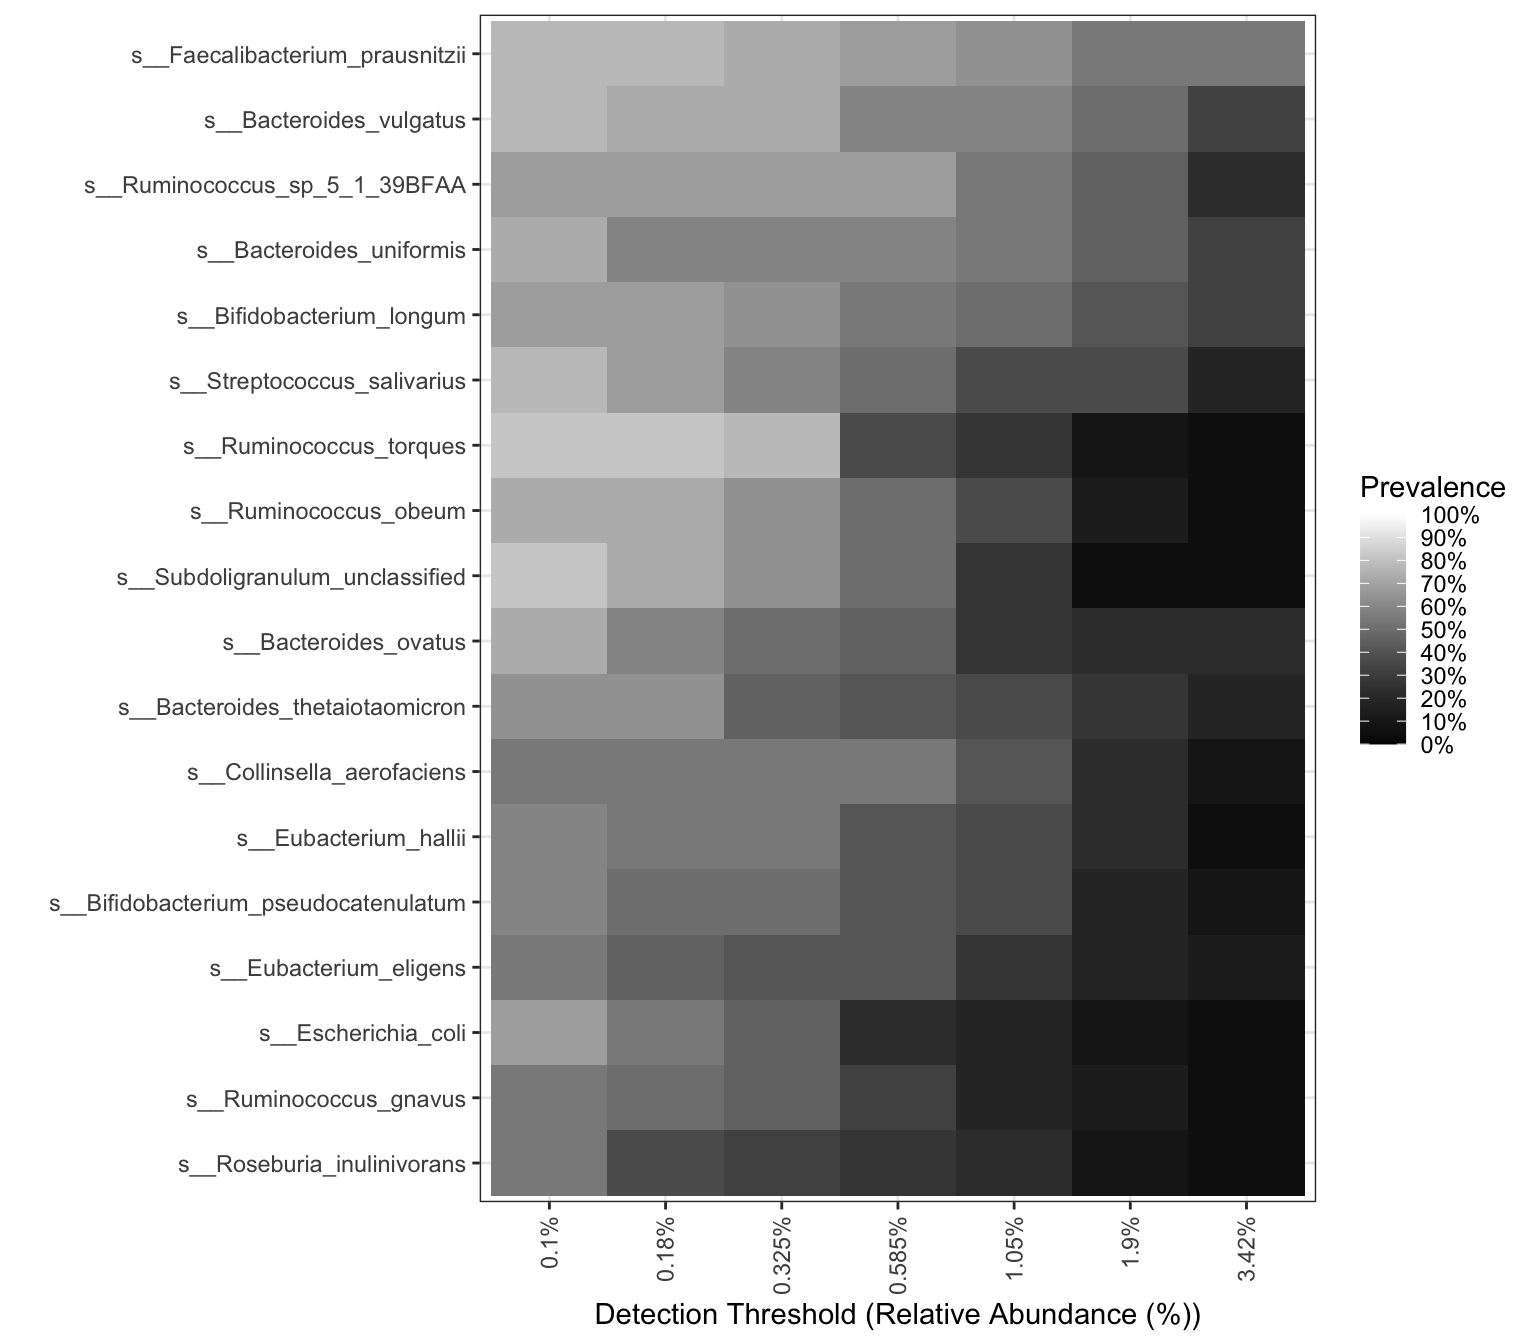 s__Faecalibacterium_prausnitzii
s__Bacteroides_vulgatus
s__Ruminococcus_sp_5_1_39BFAA
s__Bacteroides_uniformis
s__Bifidobacterium_longum
s__Streptococcus_salivarius
s__Ruminococcus_torques
s__Ruminococcus_obeum
s__Subdoligranulum_unclassified
s__Bacteroides_ovatus
s__Bacteroides_thetaiotaomicron
s__Collinsella_aerofaciens
s__Eubacterium_hallii
s__Bifidobacterium_pseudocatenulatum
s__Eubacterium_eligens
s__Escherichia_coli
s__Ruminococcus_gnavus
s__Roseburia_inulinivorans
0.1%
0.18%
0.325%
0.585%
1.05%
1.9%
3.42%
Detection Threshold (Relative Abundance (%))
Prevalence
100%
90%
80%
70%
60%
50%
40%
30%
20%
10%
0%